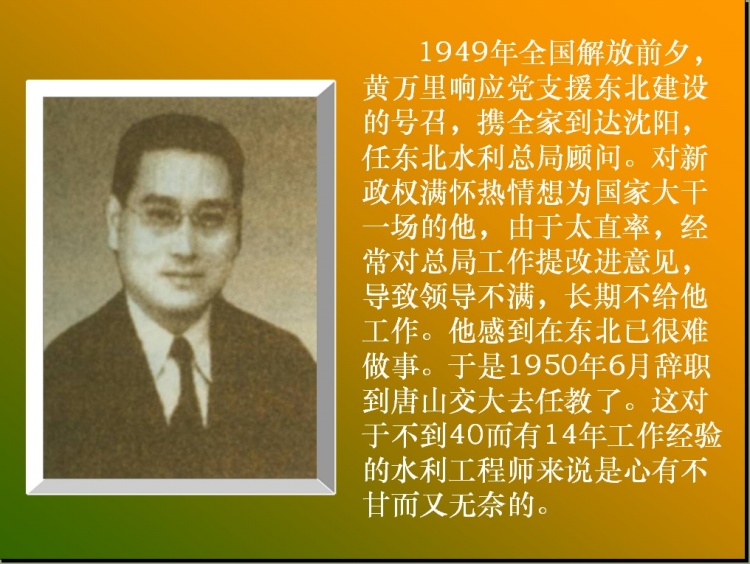 1949年全国解放前夕，
黄万里响应党支援东北建设
的号召，携全家到达沈阳，
任东北水利总局顾问。对新
政权满怀热情想为国家大干
一场的他，由于太直率，经
常对总局工作提改进意见，
导致领导不满，长期不给他
工作。他感到在东北已很难
做事。于是1950年6月辞职
到唐山交大去任教了。这对
于不到40而有14年工作经验
的水利工程师来说是心有不
甘而又无奈的。